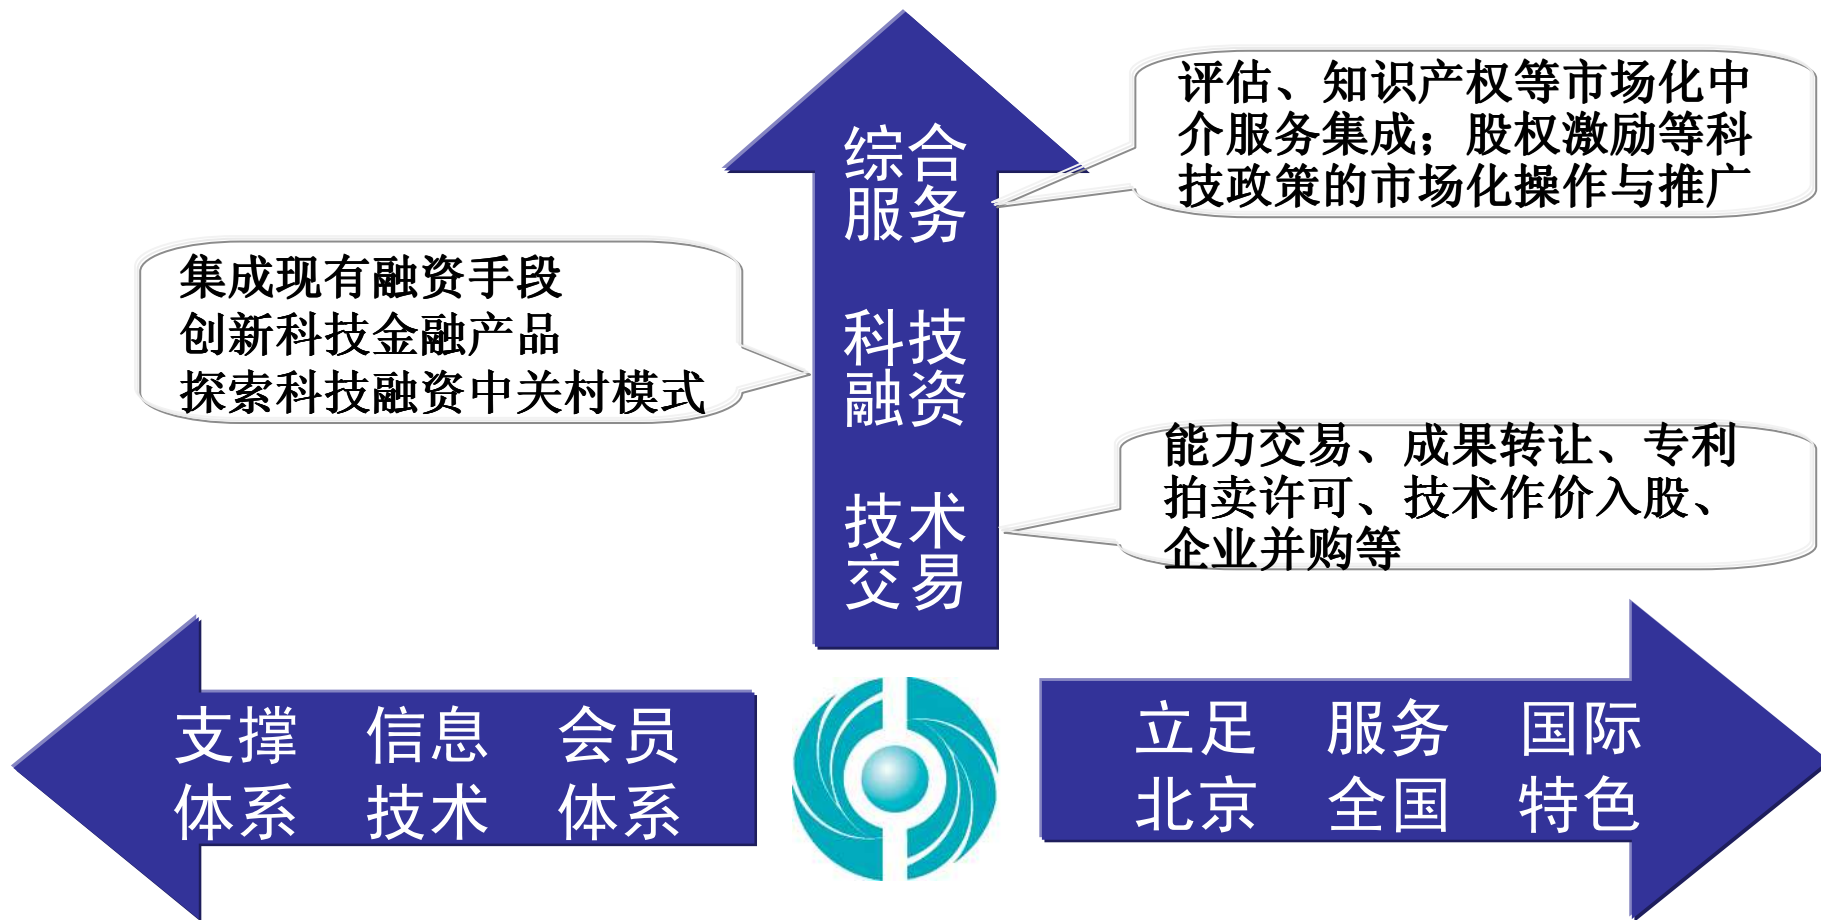 评估、知识产权等市场化中
介服务集成；股权激励等科
技政策的市场化操作与推广
综合
服务
集成现有融资手段
创新科技金融产品
探索科技融资中关村模式
科技
融资
能力交易、成果转让、专利
拍卖许可、技术作价入股、
企业并购等
技术
交易
支撑 信息 会员
体系 技术 体系
立足 服务 国际
北京 全国 特色